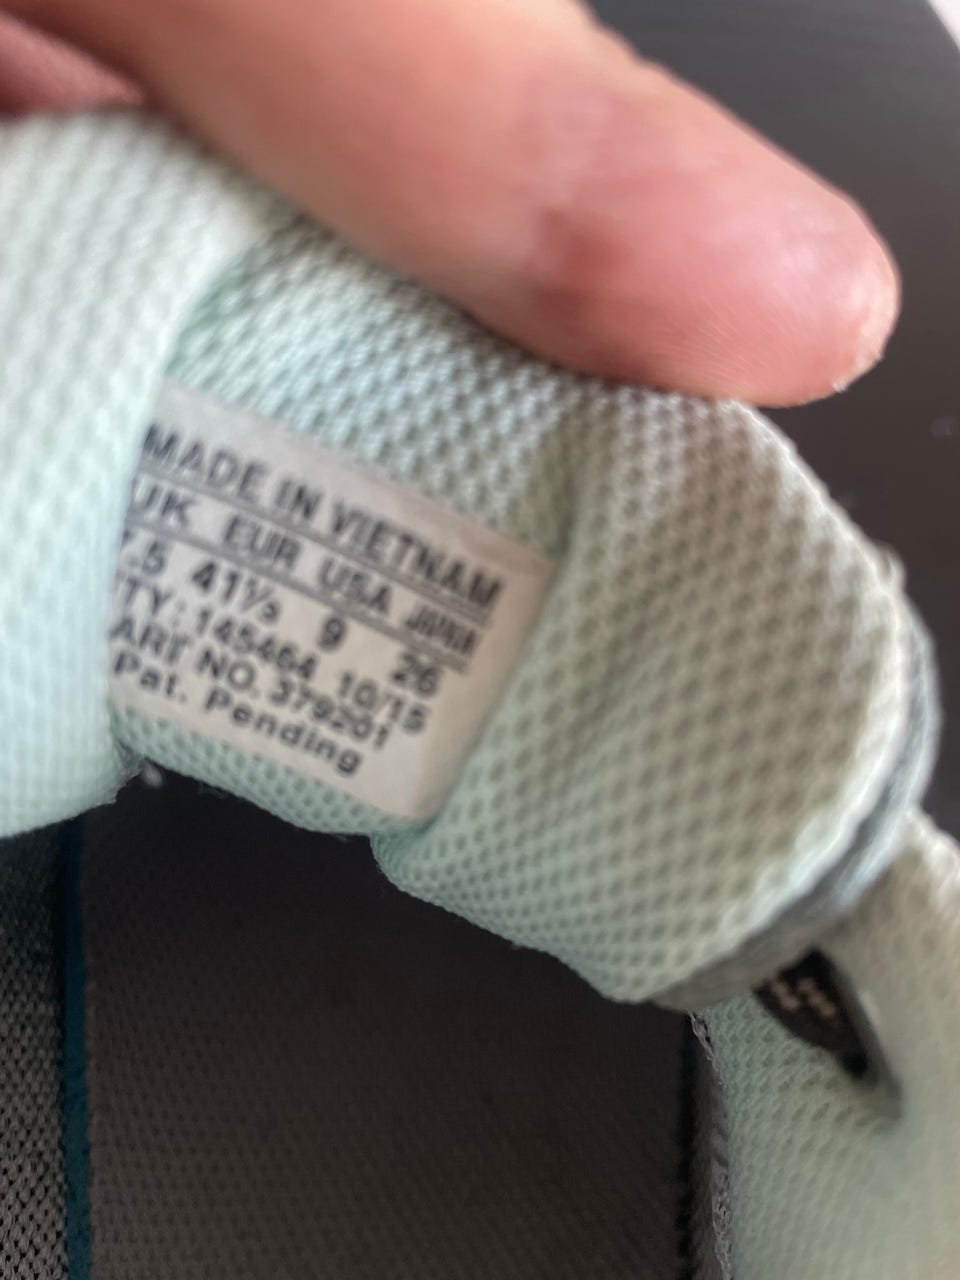 MADE IN VIETNAM
UK EUR USA JAPAN
7.5 41⅓ 9 26
TY: 145464 10/15
ART NO. 379201
Pat. Pending